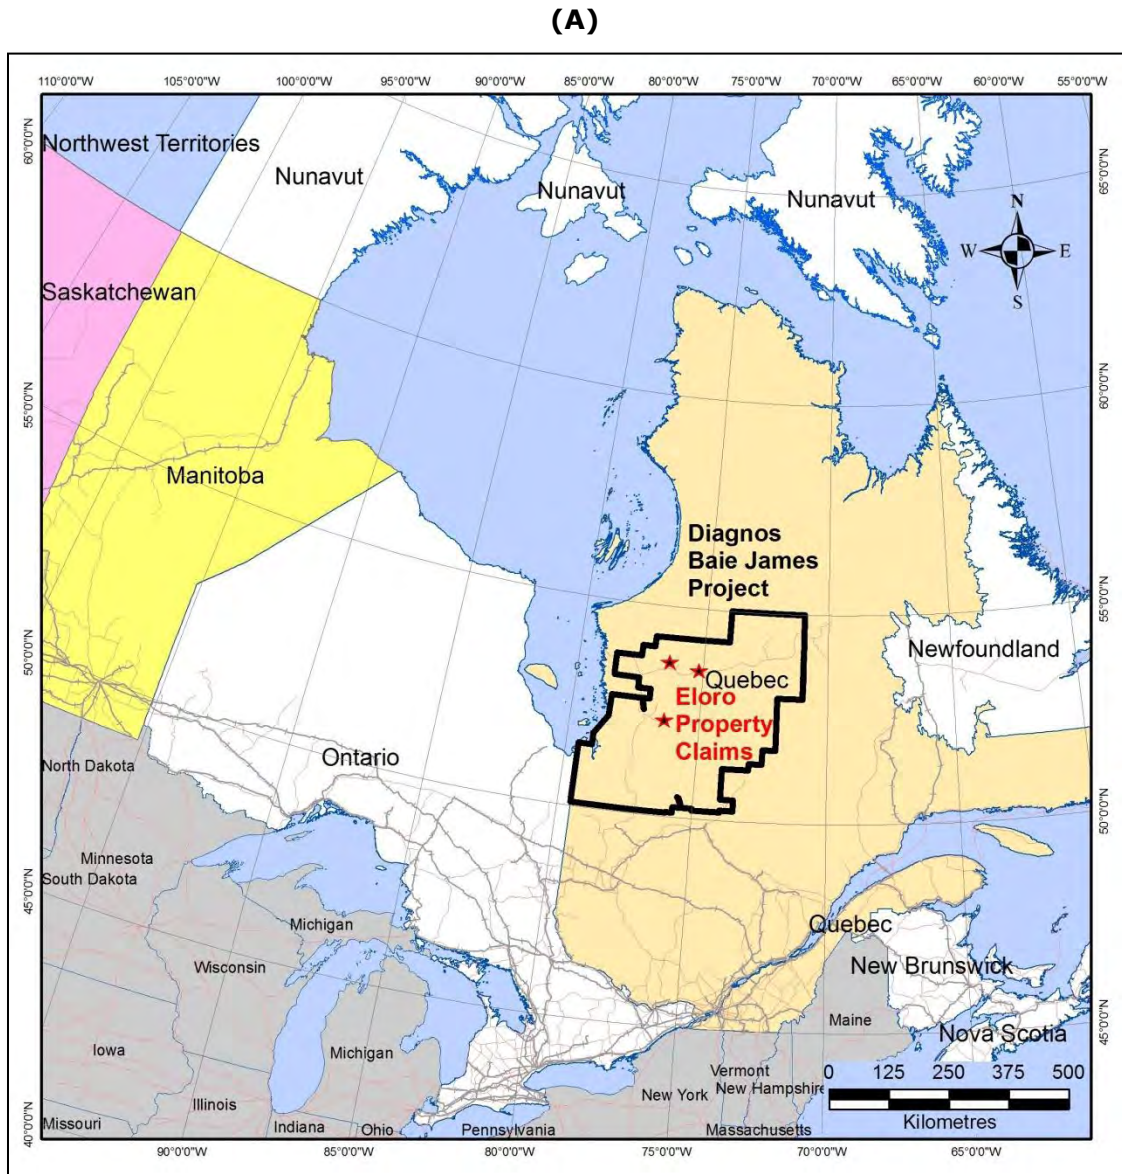 (A)
110°0'0"W 105°0'0"W 100°0'0"W 95°0'0"W 90°0'0"W 85°0'0"W 80°0'0"W 75°0'0"W 70°0'0"W 65°0'0"W 60°0'0"W 55°0'0"W
60°0'0"N
65°0'0"N
Northwest Territories
Nunavut
Nunavut
Nunavut
N
W E
S
Saskatchewan
55°0'0"N
60°0'0"N
Manitoba
Diagnos
Baie James
Project
50°0'0"N
55°0'0"N
Newfoundland
Quebec
Eloro
Property
Claims
Ontario
North Dakota
50°0'0"N
Minnesota
South Dakota
45°0'0"N
Michigan
Quebec
Wisconsin
New Brunswick
Maine
45°0'0"N
Nova Scotia
Iowa
Michigan
Vermont
New Hampshire
New York
0 125 250 375 500
Kilometres
Illinois
40°0'0"N
Missouri
Indiana
Ohio
Pennsylvania
Massachusetts
90°0'0"W 85°0'0"W 80°0'0"W 75°0'0"W 70°0'0"W 65°0'0"W